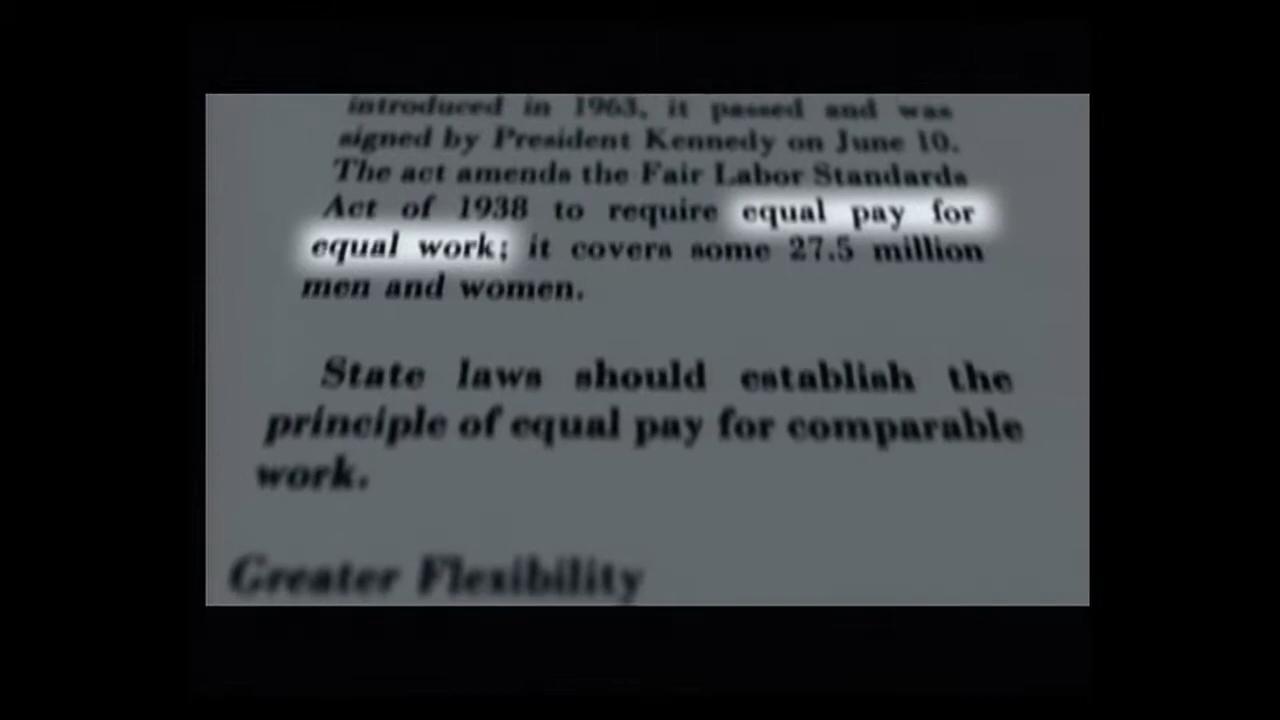 introduced in 1963, it passed and was
signed by President Kennedy on June 10.
The act amends the Fair Labor Standards
Act of 1938 to require equal pay for
equal work; it covers some 27.5 million
men and women.
State laws should establish the
principle of equal pay for comparable
work.
Greater Flexibility